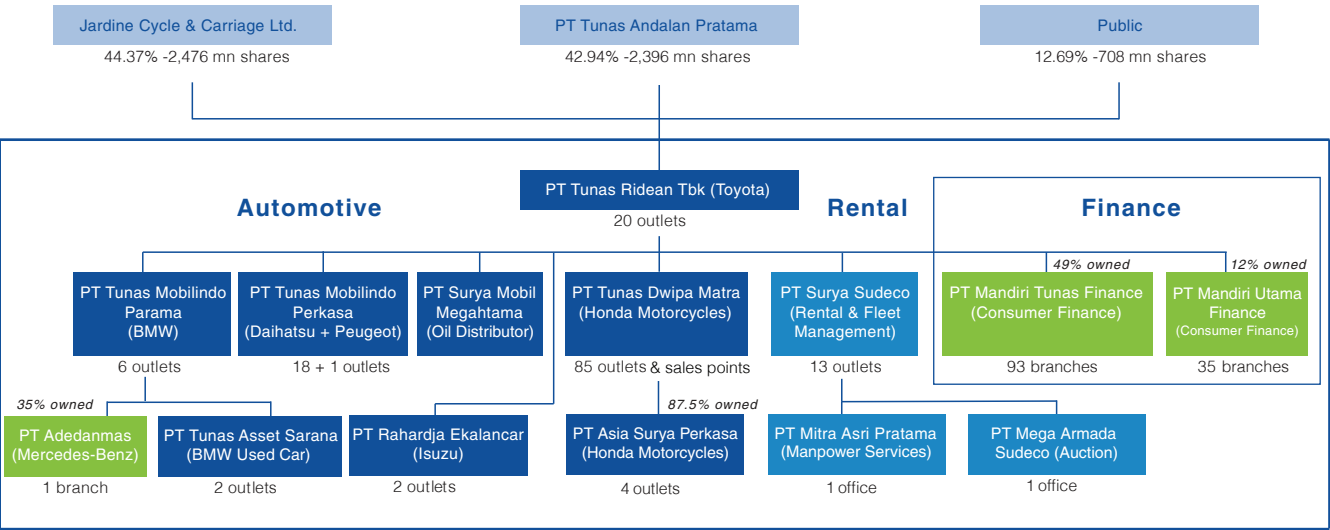 Jardine Cycle & Carriage Ltd.
44.37% -2,476 mn shares
PT Tunas Andalan Pratama
42.94% -2,396 mn shares
Public
12.69% -708 mn shares
PT Tunas Ridean Tbk (Toyota)
20 outlets
Automotive
Rental
Finance
PT Tunas Mobilindo
Parama
(BMW)
6 outlets
PT Tunas Mobilindo
Perkasa
(Daihatsu + Peugeot)
18 + 1 outlets
PT Surya Mobil
Megahtama
(Oil Distributor)
PT Tunas Dwipa Matra
(Honda Motorcycles)
85 outlets & sales points
PT Surya Sudeco
(Rental & Fleet
Management)
13 outlets
49% owned
PT Mandiri Tunas Finance
(Consumer Finance)
93 branches
12% owned
PT Mandiri Utama
Finance
(Consumer Finance)
35 branches
35% owned
PT Adedanmas
(Mercedes-Benz)
1 branch
PT Tunas Asset Sarana
(BMW Used Car)
2 outlets
PT Rahardja Ekalancar
(Isuzu)
2 outlets
87.5% owned
PT Asia Surya Perkasa
(Honda Motorcycles)
4 outlets
PT Mitra Asri Pratama
(Manpower Services)
1 office
PT Mega Armada
Sudeco (Auction)
1 office